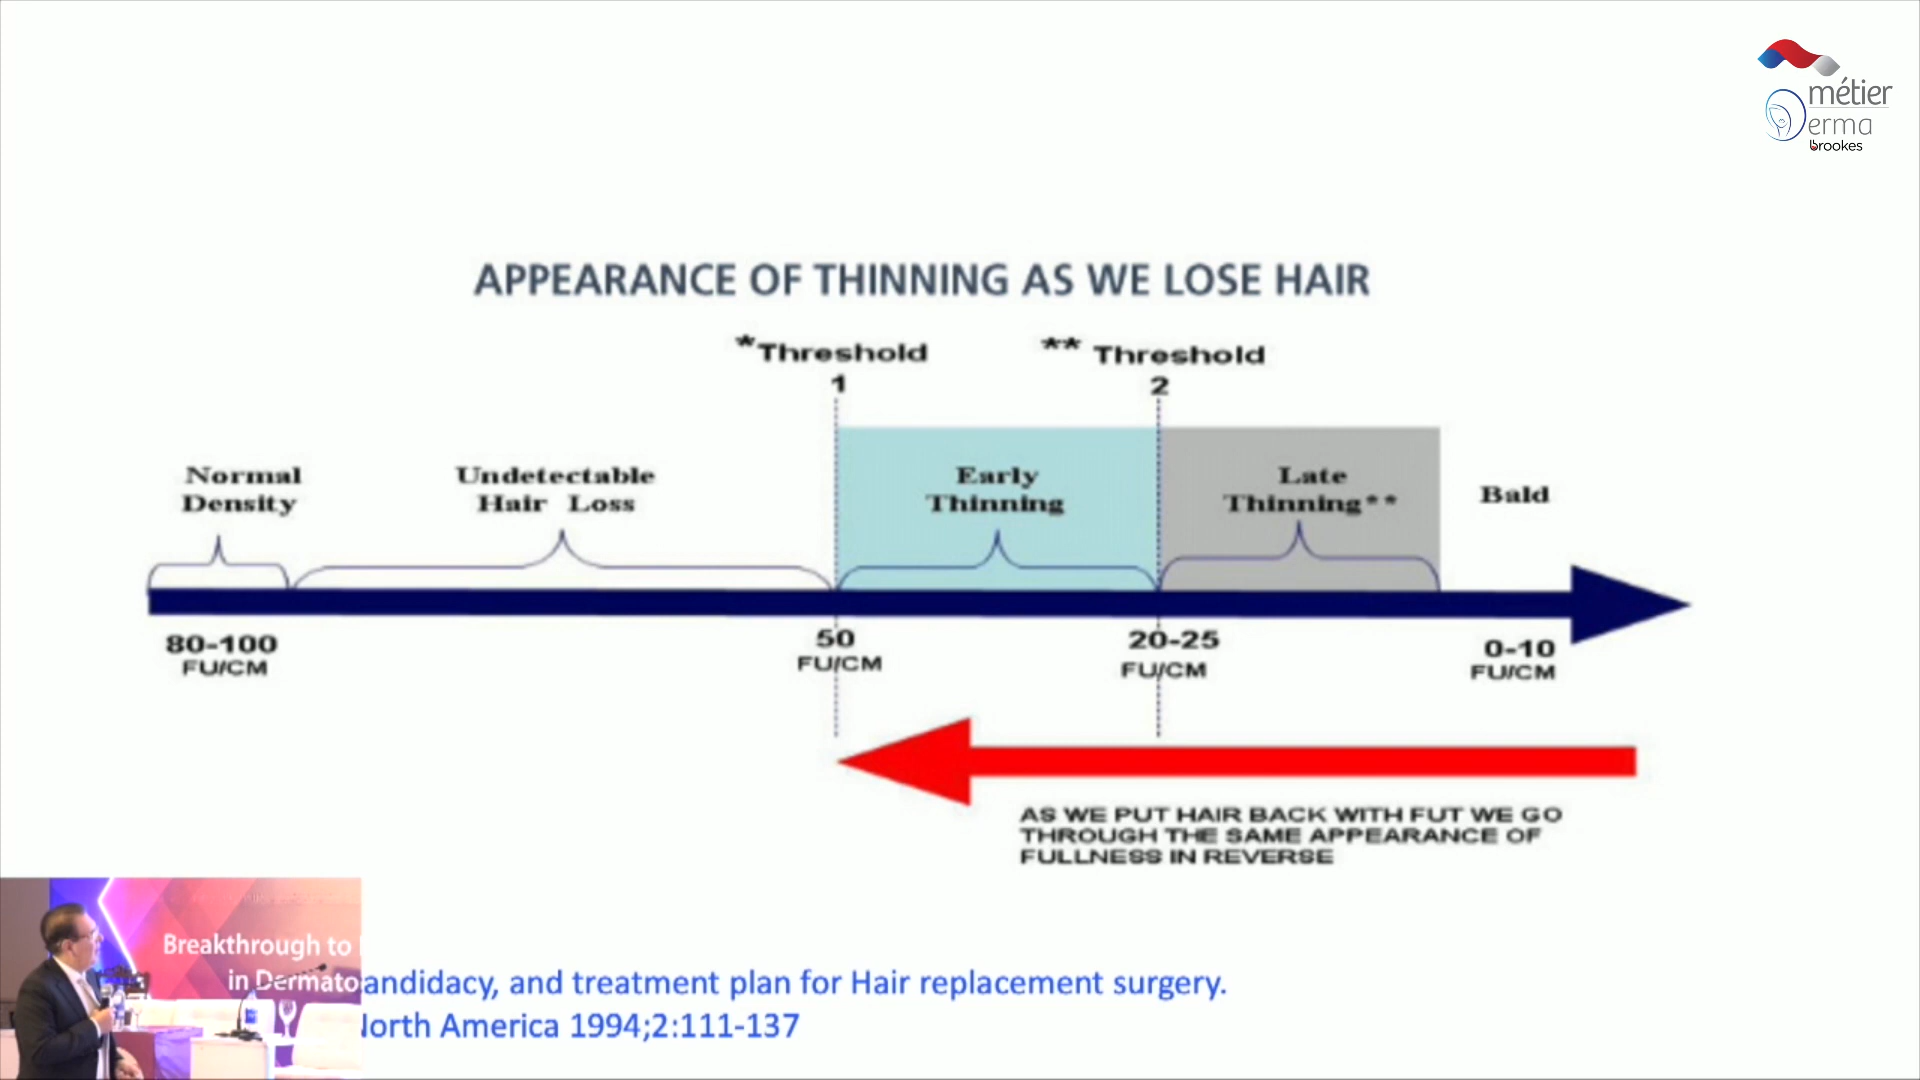 métier
Derma
brookes
APPEARANCE OF THINNING AS WE LOSE HAIR
*Threshold
1
** Threshold
2
Normal
Density
Undetectable
Hair Loss
Early
Thinning
Late
Thinning**
Bald
80-100
FU/CM
50
FU/CM
20-25
FU/CM
0-10
FU/CM
AS WE PUT HAIR BACK WITH FUT WE GO
THROUGH THE SAME APPEARANCE OF
FULLNESS IN REVERSE
Breakthrough to
in Dermato
andidacy, and treatment plan for Hair replacement surgery.
North America 1994;2:111-137